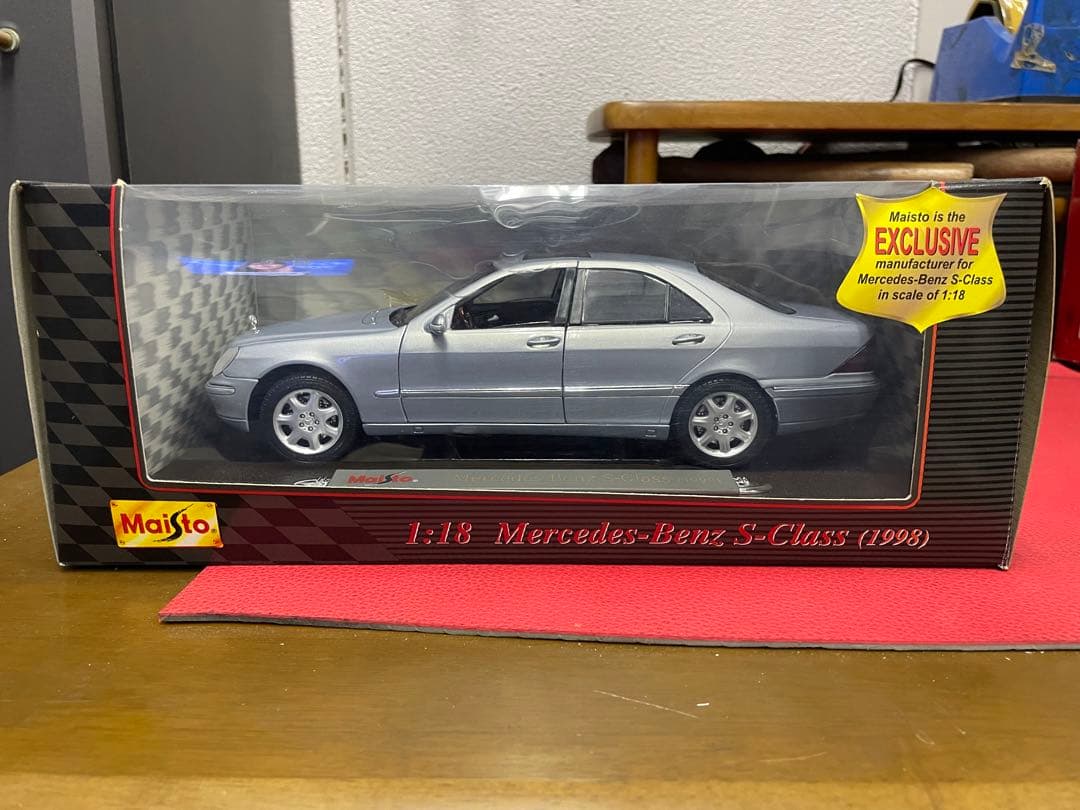 Maisto is the
EXCLUSIVE
manufacturer for
Mercedes-Benz S-Class
in scale of 1:18
Maisto
Maisto.
1:18 Mercedes-Benz S-Class (1998)